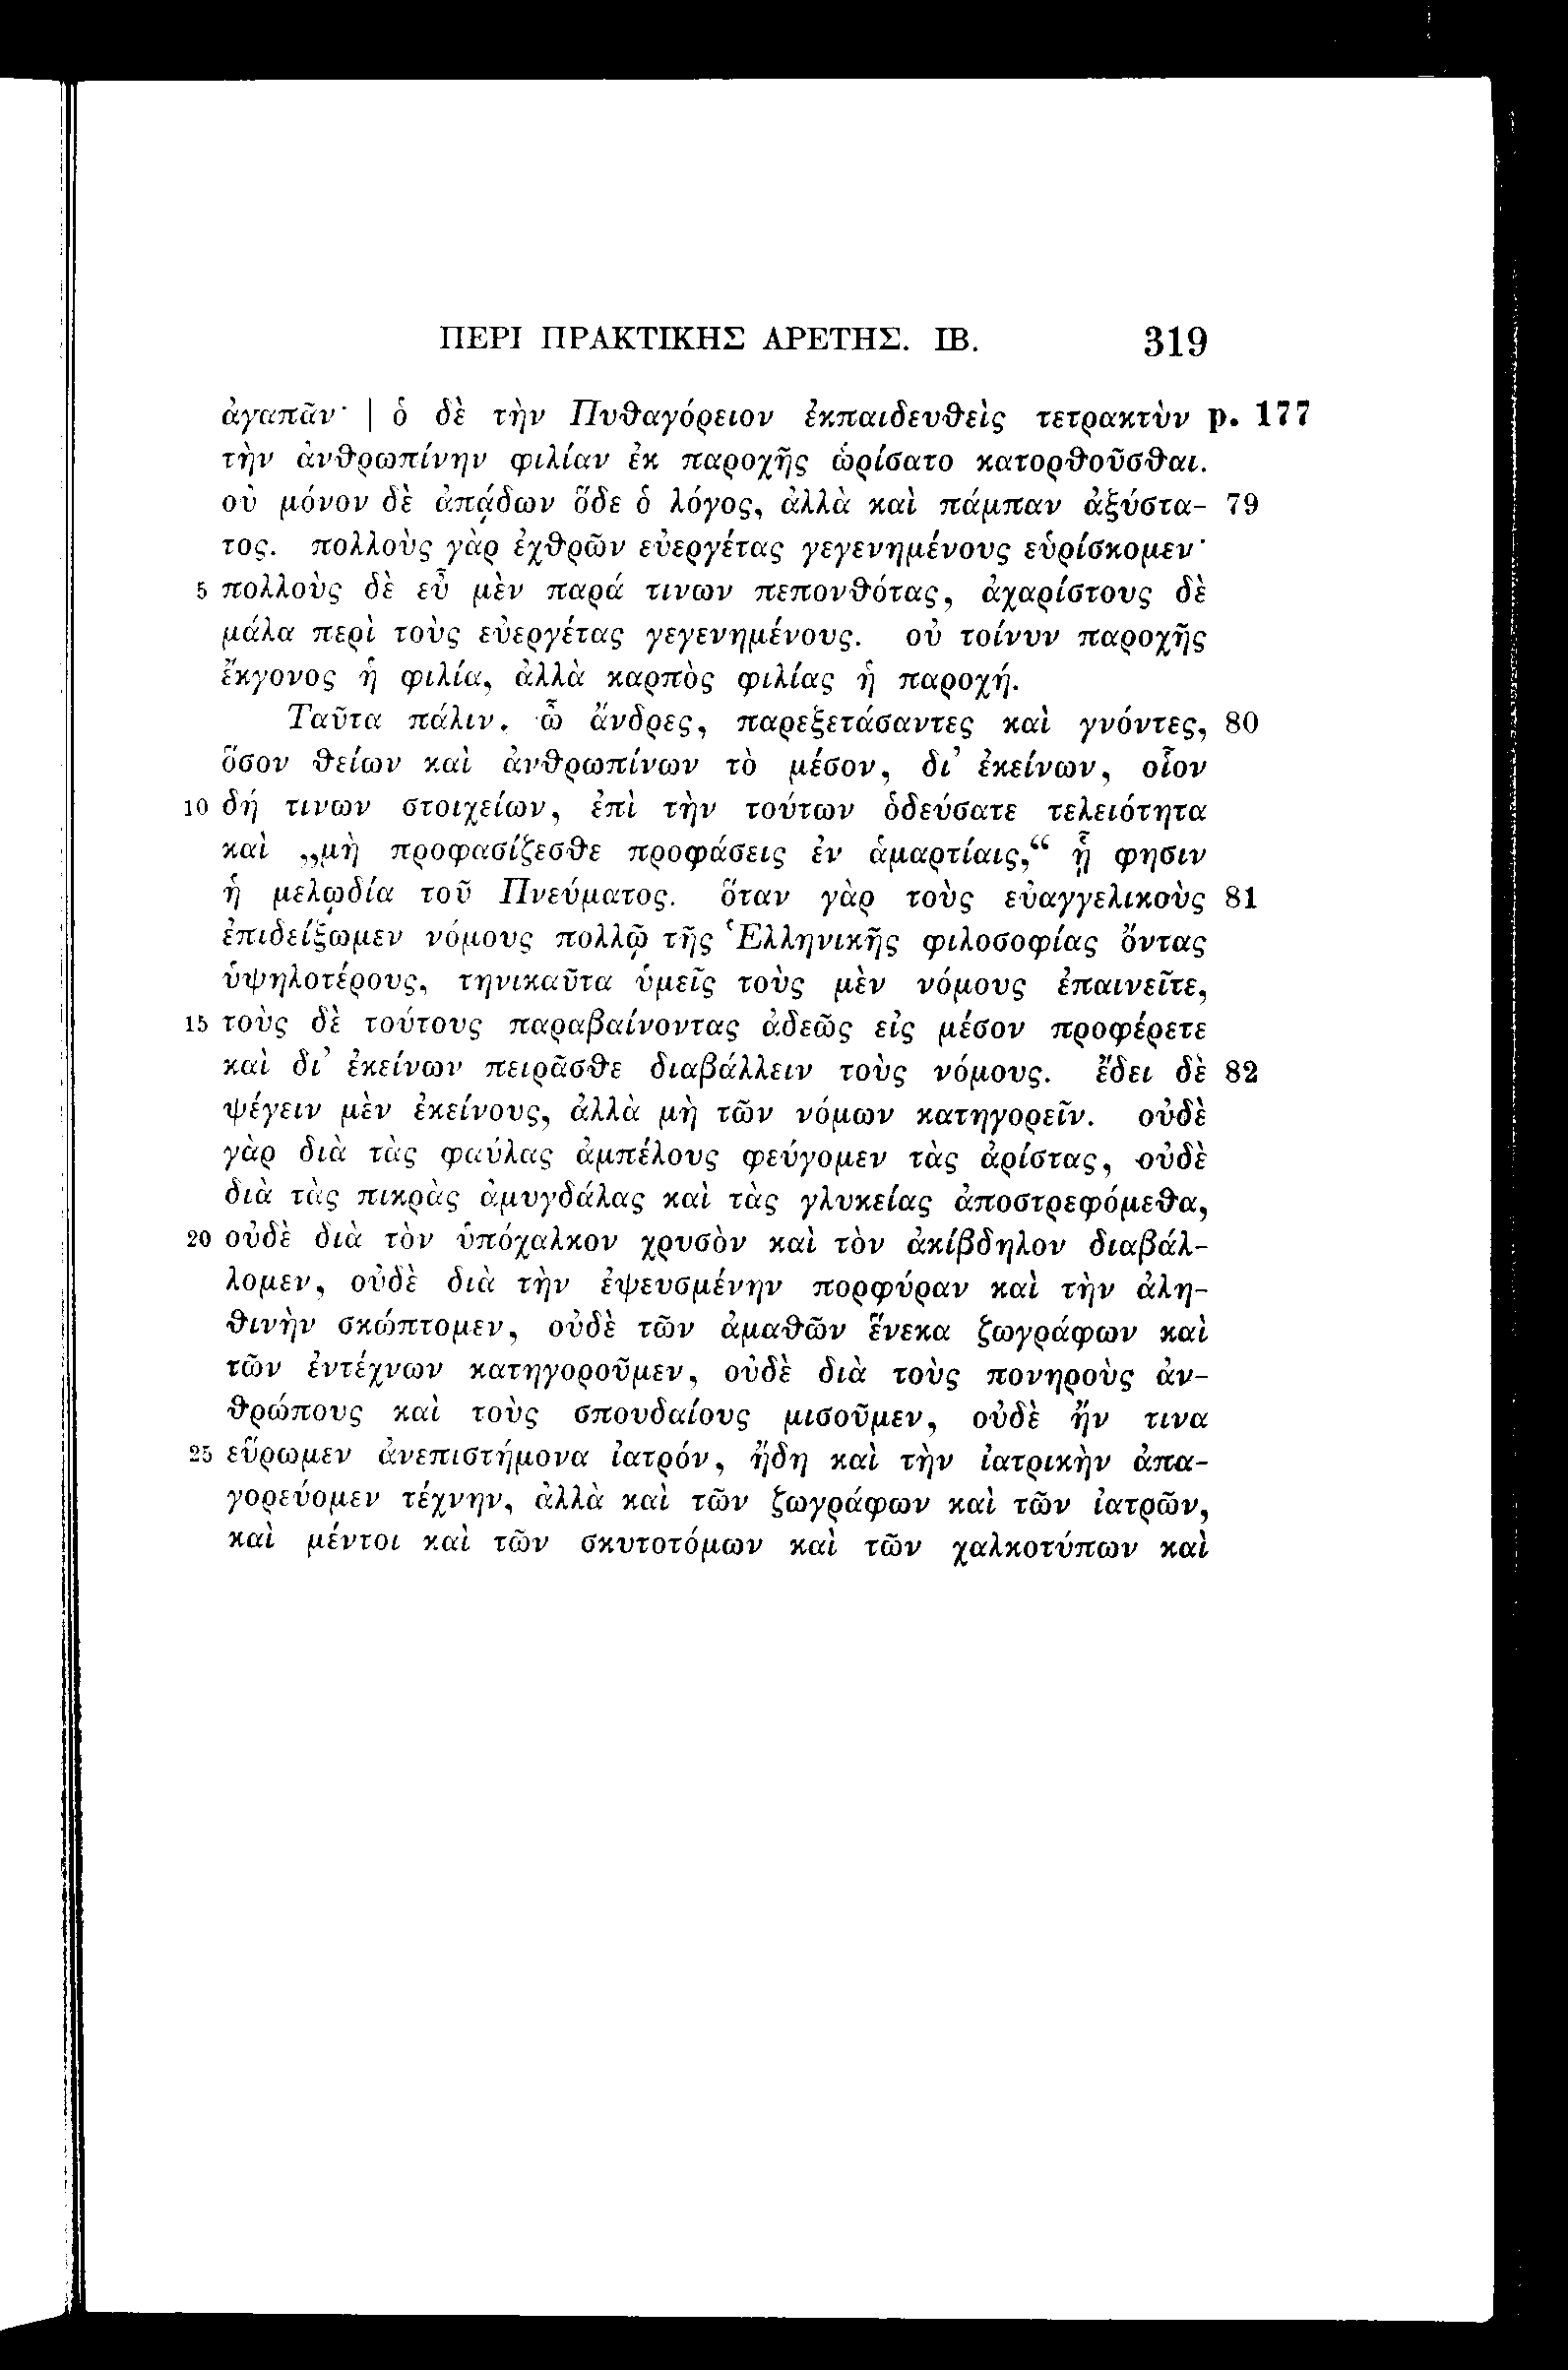 ΠΕΡΙ ΠΡΑΚΤΙΚΗΣ ΑΡΕΤΗΣ. ΙΒ. 319
ἀγαπᾶν· | ὁ δὲ τὴν Πυθαγόρειον ἐκπαιδευθεὶς τετρακτὺν p. 177
τὴν ἀνθρωπίνην φιλίαν ἐκ παροχῆς ὡρίσατο κατορθοῦσθαι.
οὐ μόνον δὲ ἀπᾴδων ὅδε ὁ λόγος, ἀλλὰ καὶ πάμπαν ἀξύστα- 79
τος. πολλοὺς γὰρ ἐχθρῶν εὐεργέτας γεγενημένους εὑρίσκομεν·
5 πολλοὺς δὲ εὖ μὲν παρά τινων πεπονθότας, ἀχαρίστους δὲ
μάλα περὶ τοὺς εὐεργέτας γεγενημένους. οὐ τοίνυν παροχῆς
ἔκγονος ἡ φιλία, ἀλλὰ καρπὸς φιλίας ἡ παροχή.
Ταῦτα πάλιν, ὦ ἄνδρες, παρεξετάσαντες καὶ γνόντες, 80
ὅσον θείων καὶ ἀνθρωπίνων τὸ μέσον, δι’ ἐκείνων, οἷον
10 δή τινων στοιχείων, ἐπὶ τὴν τούτων ὁδεύσατε τελειότητα
καὶ „μὴ προφασίζεσθε προφάσεις ἐν ἁμαρτίαις,“ ᾗ φησιν
ἡ μελῳδία τοῦ Πνεύματος. ὅταν γὰρ τοὺς εὐαγγελικοὺς 81
ἐπιδείξωμεν νόμους πολλῷ τῆς Ἑλληνικῆς φιλοσοφίας ὄντας
ὑψηλοτέρους, τηνικαῦτα ὑμεῖς τοὺς μὲν νόμους ἐπαινεῖτε,
15 τοὺς δὲ τούτους παραβαίνοντας ἀδεῶς εἰς μέσον προφέρετε
καὶ δι’ ἐκείνων πειρᾶσθε διαβάλλειν τοὺς νόμους. ἔδει δὲ 82
ψέγειν μὲν ἐκείνους, ἀλλὰ μὴ τῶν νόμων κατηγορεῖν. οὐδὲ
γὰρ διὰ τὰς φαύλας ἀμπέλους φεύγομεν τὰς ἀρίστας, οὐδὲ
διὰ τὰς πικρὰς ἀμυγδάλας καὶ τὰς γλυκείας ἀποστρεφόμεθα,
20 οὐδὲ διὰ τὸν ὑπόχαλκον χρυσὸν καὶ τὸν ἀκίβδηλον διαβάλ-
λομεν, οὐδὲ διὰ τὴν ἐψευσμένην πορφύραν καὶ τὴν ἀλη-
θινὴν σκώπτομεν, οὐδὲ τῶν ἀμαθῶν ἕνεκα ζωγράφων καὶ
τῶν ἐντέχνων κατηγοροῦμεν, οὐδὲ διὰ τοὺς πονηροὺς ἀν-
θρώπους καὶ τοὺς σπουδαίους μισοῦμεν, οὐδὲ ἤν τινα
25 εὕρωμεν ἀνεπιστήμονα ἰατρόν, ἤδη καὶ τὴν ἰατρικὴν ἀπα-
γορεύομεν τέχνην, ἀλλὰ καὶ τῶν ζωγράφων καὶ τῶν ἰατρῶν,
καὶ μέντοι καὶ τῶν σκυτοτόμων καὶ τῶν χαλκοτύπων καὶ